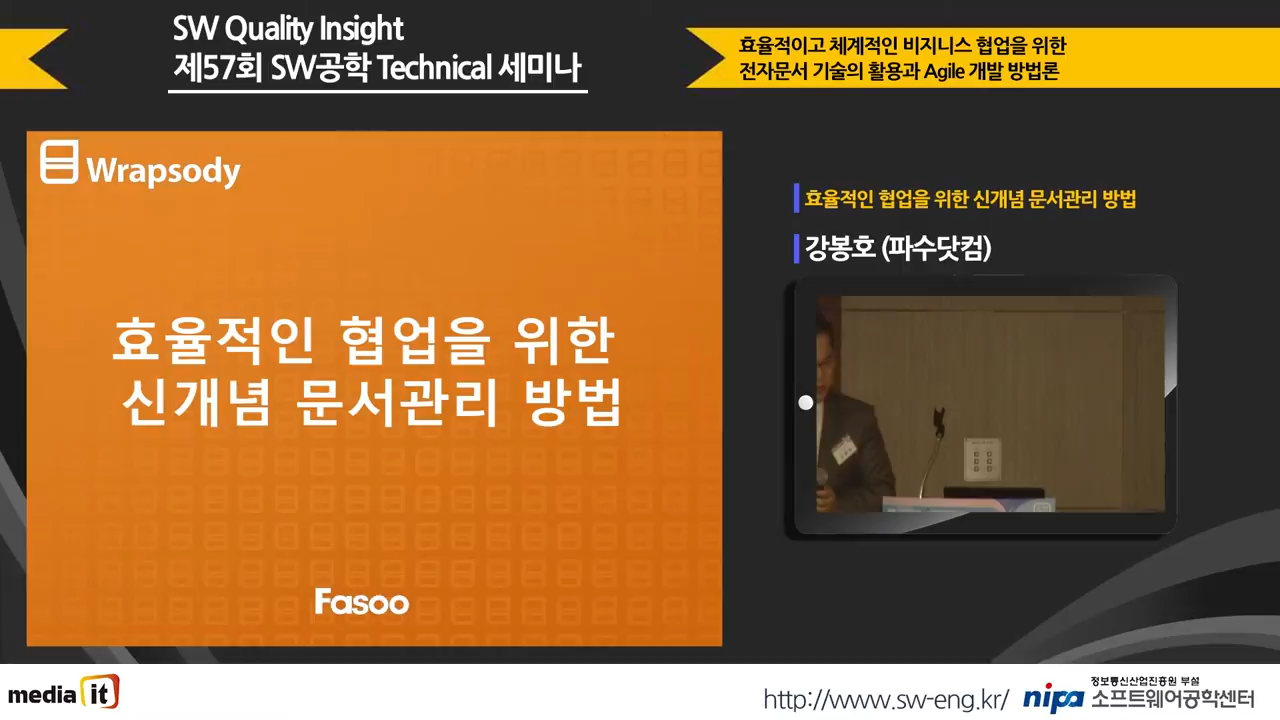 SW Quality Insight
제57회 SW공학 Technical 세미나
효율적이고 체계적인 비지니스 협업을 위한
전자문서 기술의 활용과 Agile 개발 방법론
Wrapsody
효율적인 협업을 위한
신개념 문서관리 방법
Fasoo
효율적인 협업을 위한 신개념 문서관리 방법
강봉호 (파수닷컴)
media it
http://www.sw-eng.kr/
nipa
정보통신산업진흥원 부설
소프트웨어공학센터